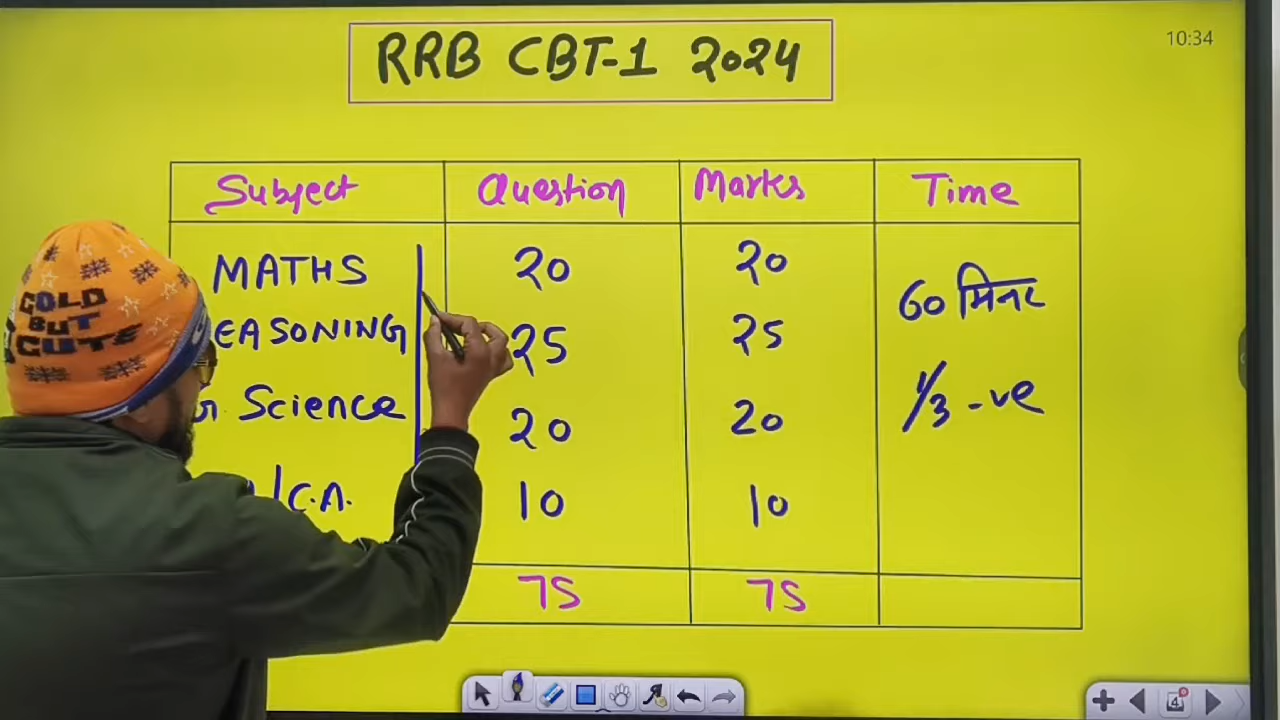 RRB CBT-1 2024
10:34
Subject Question Marks Time
MATHS 20 20 60 मिनट
EASONING 25 25
Science 20 20 1/3 -ve
/C.A. 10 10
75 75
COLD
BUT
CUTE
4